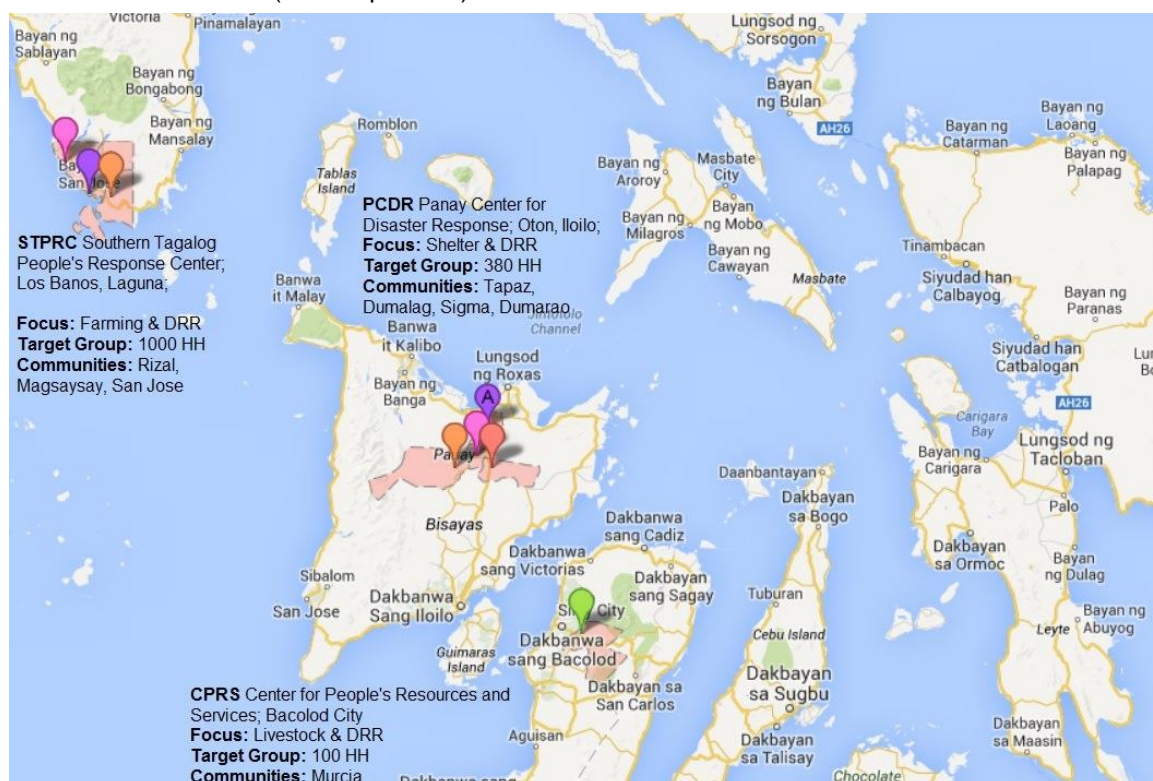 Victoria
Pinamalayan
Bayan ng
Sablayan
Bayan ng
Bongabong
Bayan ng
Mansalay
San Jose
STPRC Southern Tagalog
People's Response Center;
Los Banos, Laguna;
Focus: Farming & DRR
Target Group: 1000 HH
Communities: Rizal,
Magsaysay, San Jose
Romblon
Tablas
Island
PCDR Panay Center for
Disaster Response; Oton, Iloilo;
Focus: Shelter & DRR
Target Group: 380 HH
Communities: Tapaz,
Dumalag, Sigma, Dumarao
Channel
Banwa
it Malay
Banwa
it Kalibo
Bayan ng
Banga
Lungsod
ng Roxas
A
Panay
Bisayas
Sibalom
San Jose
Dakbanwa
Sang Iloilo
Guimaras
Island
Lungsod ng
Sorsogon
Bayan
ng Bulan
AH26
Bayan ng
Aroroy
Masbate
City
Bayan
ng Mobo
Bayan ng
Milagros
Bayan ng
Cawayan
Masbate
Bayan ng
Catarman
Bayan ng
Laoang
Bayan ng
Palapag
Tinambacan
Siyudad han
Calbayog
Bayan ng
Paranas
Siyudad han
Catbalogan
AH26
Carigara
Bay
Bayan ng
Carigara
Lungsod ng
Tacloban
Palo
Daanbantayan
Dakbayan
sa Bogo
Dakbayan
sa Ormoc
Bayan
ng Dulag
Dakbanwa
sang Cadiz
Dakbanwa
sang Victorias
Dakbayan
sang Sagay
City
Dakbanwa
sang Bacolod
Dakbayan sa
San Carlos
Tuburan
Cebu Island
Leyte
Bayan ng
Abuyog
Dakbayan
sa Sugbu
Dakbayan
sa Talisay
Dakbayan
sa Maasin
Aguisan
Chocolate
CPRS Center for People's Resources and
Services; Bacolod City
Focus: Livestock & DRR
Target Group: 100 HH
Communities: Murcia